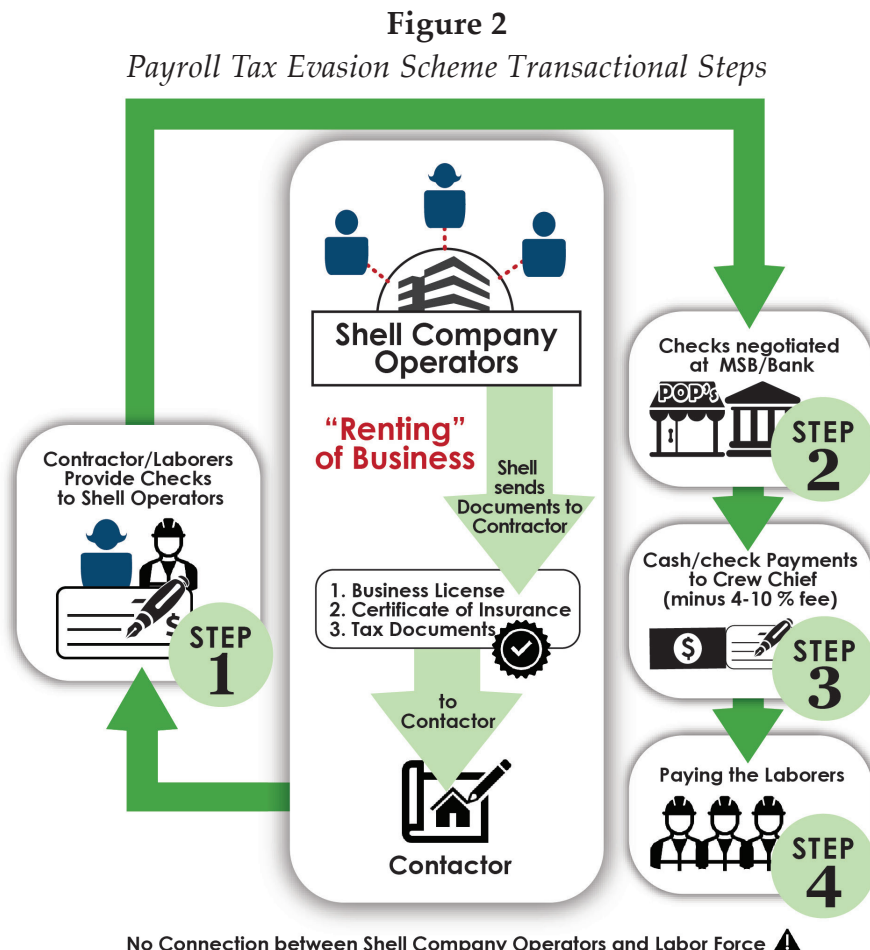 Figure 2
Payroll Tax Evasion Scheme Transactional Steps
Shell Company
Operators
"Renting"
of Business
Shell
sends
Documents to
Contractor
1. Business License
2. Certificate of Insurance
3. Tax Documents
to
Contactor
Contactor
Contractor/Laborers
Provide Checks
to Shell Operators
$
STEP
1
Checks negotiated
at MSB/Bank
POP's
STEP
2
Cash/check Payments
to Crew Chief
(minus 4-10 % fee)
$
STEP
3
Paying the Laborers
STEP
4
No Connection between Shell Company Operators and Labor Force